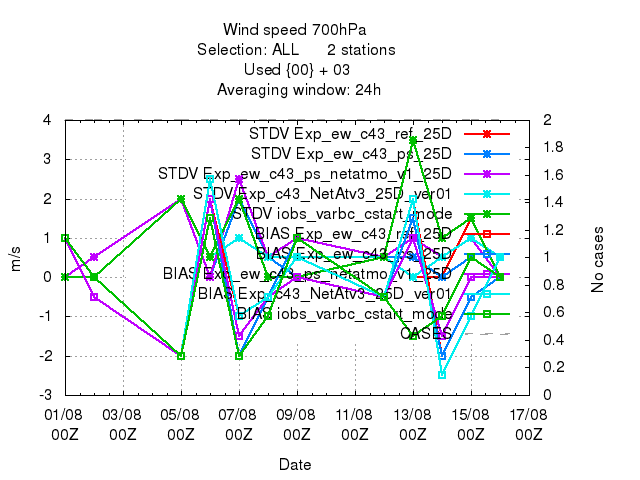 Wind speed 700hPa
Selection: ALL 2 stations
Used {00} + 03
Averaging window: 24h
STDV Exp_ew_c43_ref_25D
STDV Exp_ew_c43_ps_25D
STDV Exp_ew_c43_ps_netatmo_v1_25D
STDV Exp_c43_NetAtv3_25D_ver01
STDV iobs_varbc_cstart_mode
BIAS Exp_ew_c43_ref_25D
BIAS Exp_ew_c43_ps_25D
BIAS Exp_ew_c43_ps_netatmo_v1_25D
BIAS Exp_c43_NetAtv3_25D_ver01
BIAS iobs_varbc_cstart_mode
CASES
4
3
2
1
0
-1
-2
-3
m/s
2
1.8
1.6
1.4
1.2
1
0.8
0.6
0.4
0.2
0
No cases
01/08 03/08 05/08 07/08 09/08 11/08 13/08 15/08 17/08
00Z 00Z 00Z 00Z 00Z 00Z 00Z 00Z 00Z
Date